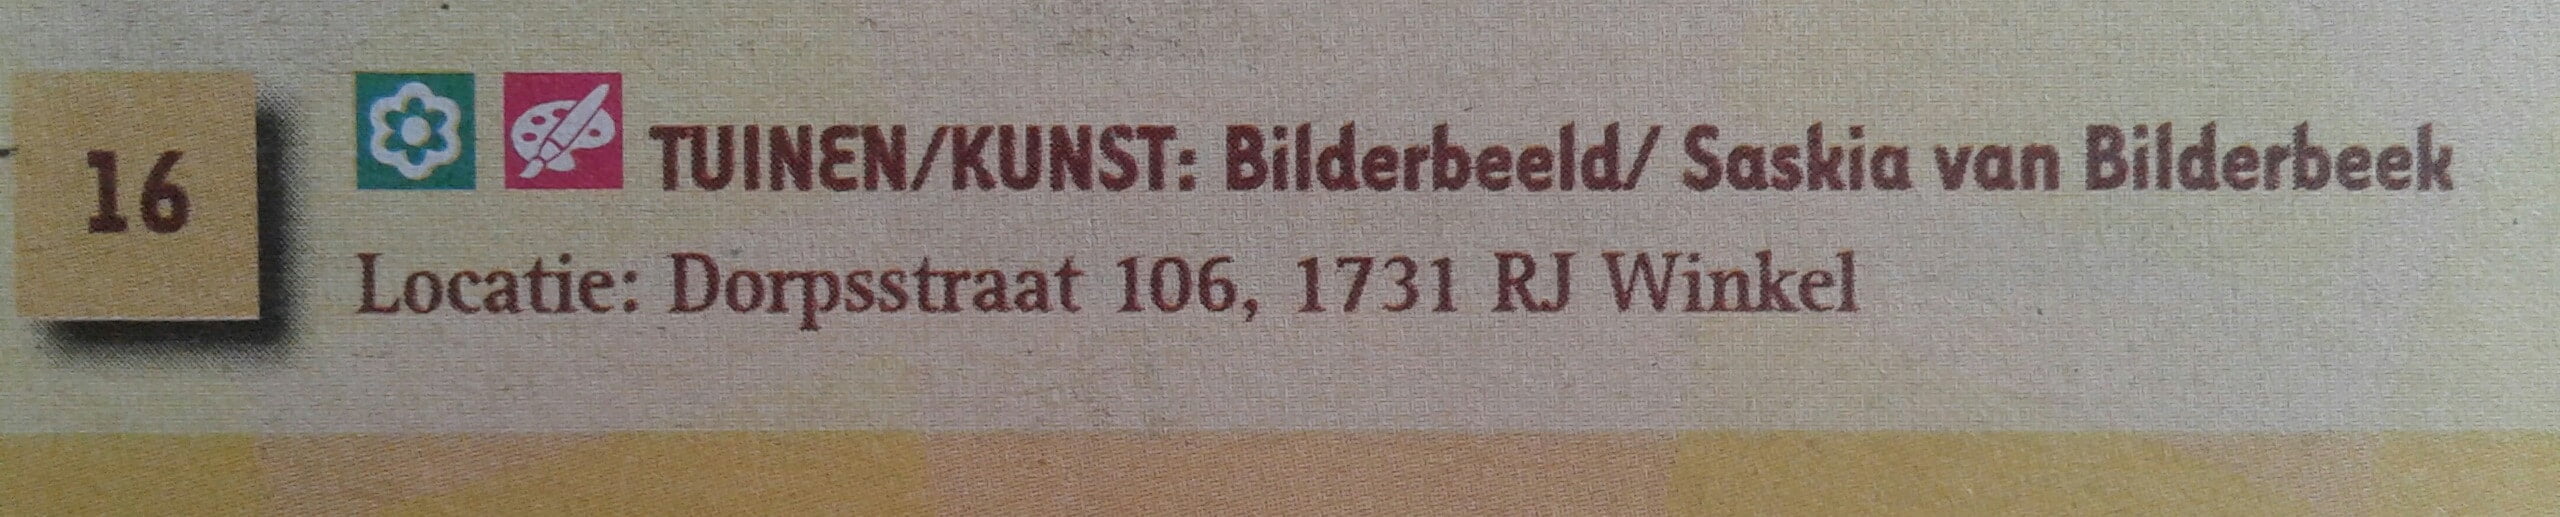 16
TUINEN/KUNST: Bilderbeeld/ Saskia van Bilderbeek
Locatie: Dorpsstraat 106, 1731 RJ Winkel